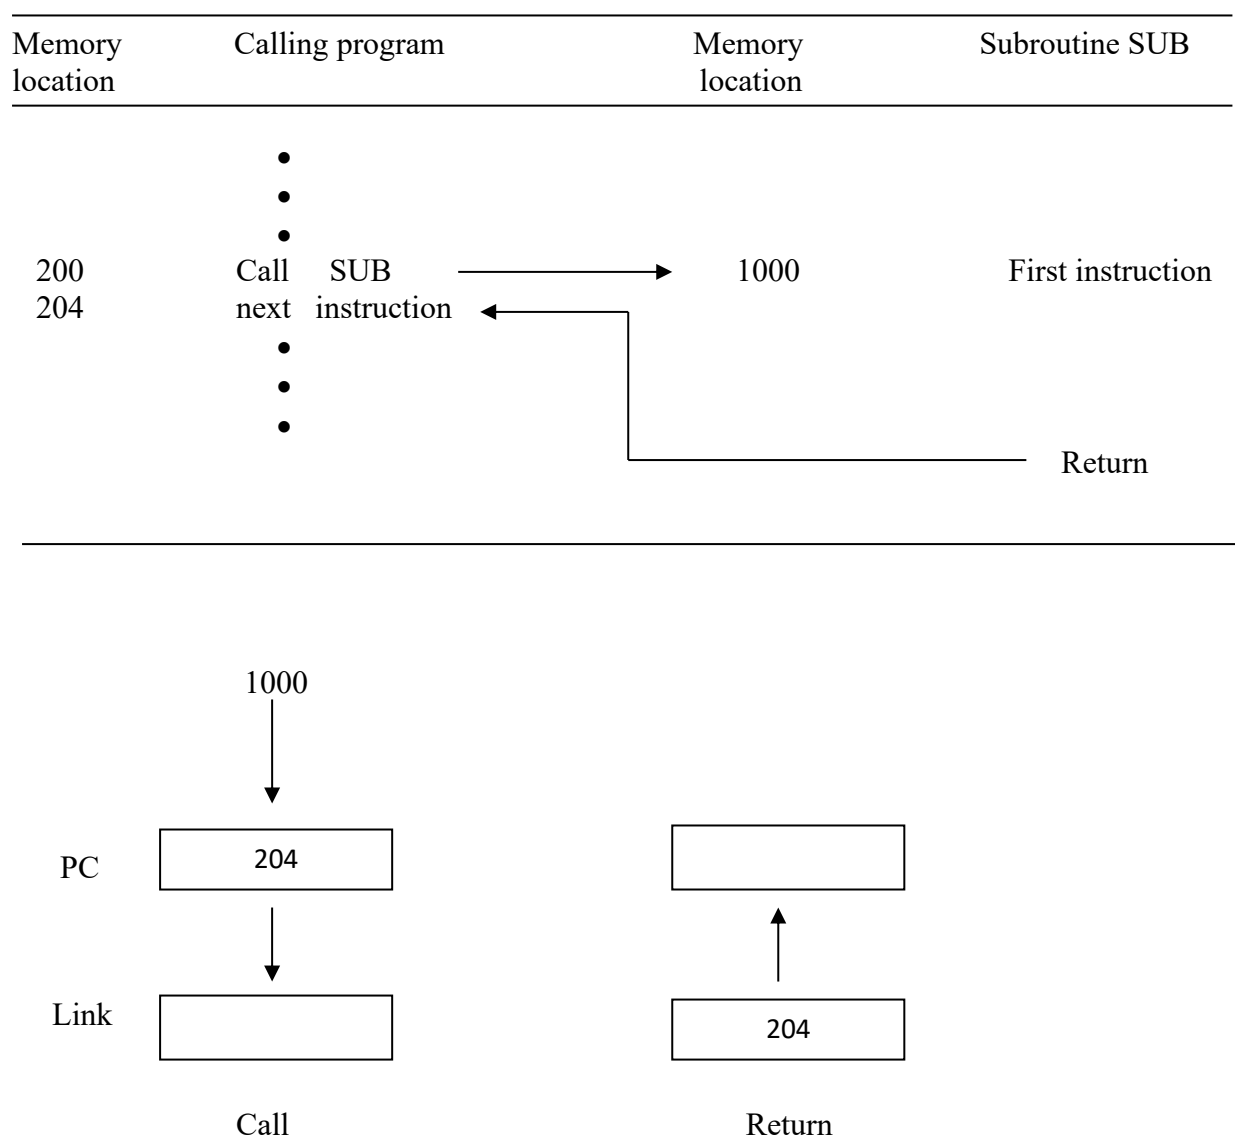 Memory location Calling program Memory location Subroutine SUB
200 Call SUB 1000 First instruction
204 next instruction
Return
1000
PC 204
Link 204
Call Return